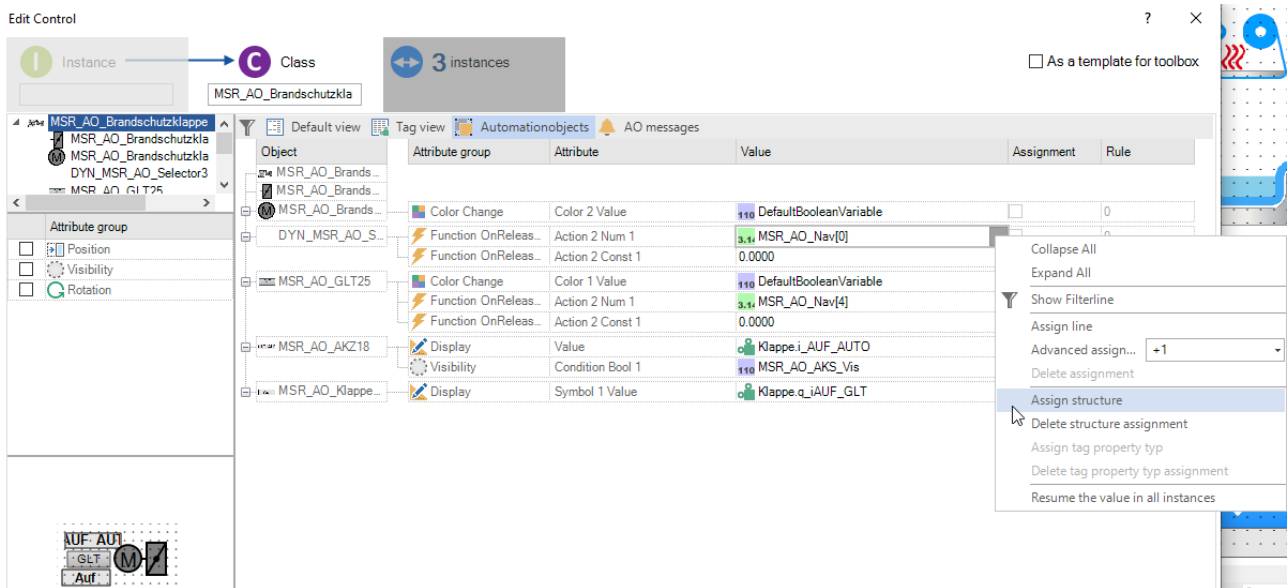 Edit Control
? ×
I Instance
C Class
3 instances
As a template for toolbox
MSR_AO_Brandschutzkla
MSR_AO_Brandschutzklappe
MSR_AO_Brandschutzkla
M MSR_AO_Brandschutzkla
DYN_MSR_AO_Selector3
MSR_AO_GLT25
Attribute group
Position
Visibility
Rotation
Default view Tag view Automationobjects AO messages
Object Attribute group Attribute Value Assignment Rule
MSR_AO_Brands...
MSR_AO_Brands...
M MSR_AO_Brands... Color Change Color 2 Value 110 DefaultBooleanVariable 0
DYN_MSR_AO_S... Function OnReleas... Action 2 Num 1 3.14 MSR_AO_Nav[0]
Function OnReleas... Action 2 Const 1 0.0000
MSR_AO_GLT25 Color Change Color 1 Value 110 DefaultBooleanVariable
Function OnReleas... Action 2 Num 1 3.14 MSR_AO_Nav[4]
Function OnReleas... Action 2 Const 1 0.0000
MSR_AO_AKZ18 Display Value Klappe.i_AUF_AUTO
Visibility Condition Bool 1 110 MSR_AO_AKS_Vis
MSR_AO_Klappe... Display Symbol 1 Value Klappe.q_iAUF_GLT
Collapse All
Expand All
Show Filterline
Assign line
Advanced assign... +1
Delete assignment
Assign structure
Delete structure assignment
Assign tag property typ
Delete tag property typ assignment
Resume the value in all instances
AUF AUT
GLT M
Auf